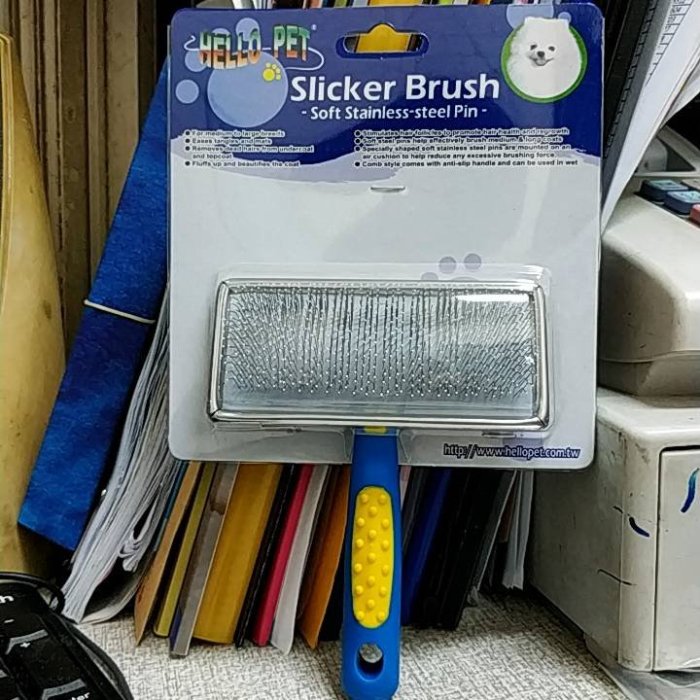 HELLO PET®
Slicker Brush
- Soft Stainless-steel Pin -
● For medium to large breeds
● Eases tangles and mats
● Removes dead hairs from undercoat
and topcoat
● Fluffs up and beautifies the coat
● Stimulates hair follicles to promote hair health and regrowth
● Soft steel pins help effectively brush medium & long coats
● Specially shaped soft stainless steel pins are mounted on an
air cushion to help reduce any excessive brushing force
● Comb style comes with anti-slip handle and can be used in wet
http://www.hellopet.com.tw